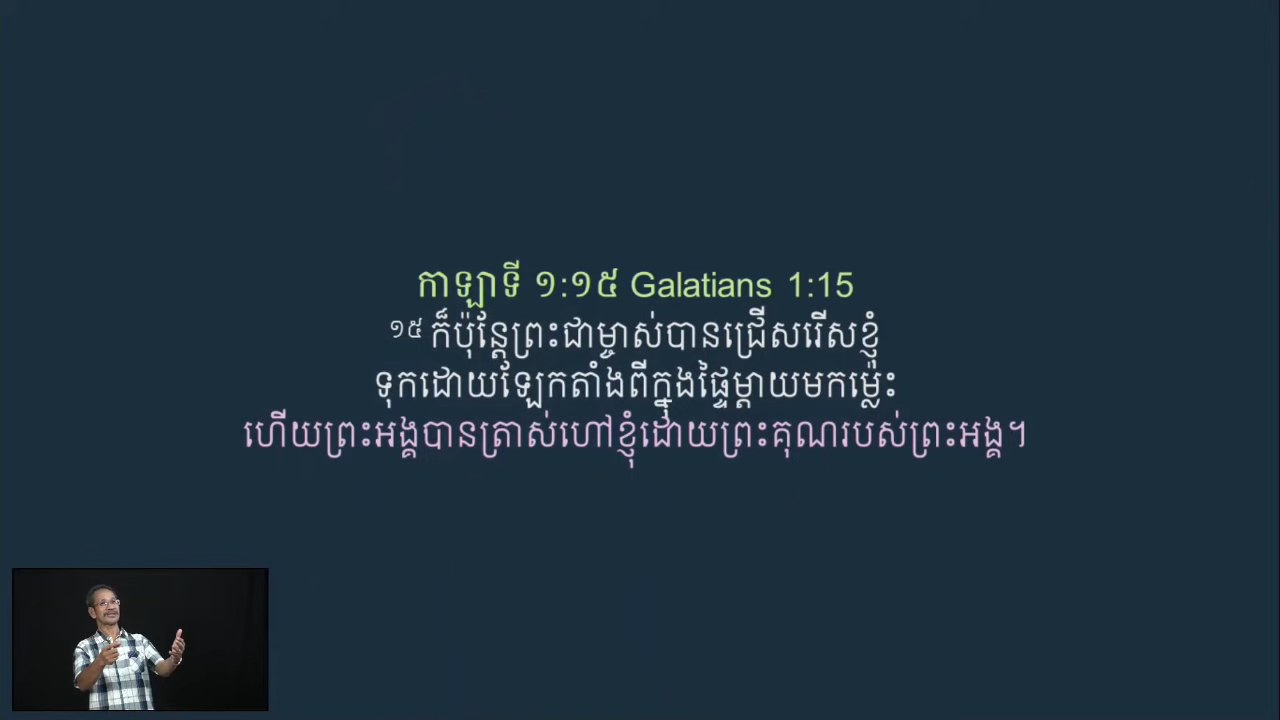 កាឡាទី ១:១៥ Galatians 1:15
១៥ ក៏ប៉ុន្តែព្រះជាម្ចាស់បានជ្រើសរើសខ្ញុំ
ទុកដោយឡែកតាំងពីក្នុងផ្ទៃម្ដាយមកម្ល៉េះ
ហើយព្រះអង្គបានត្រាស់ហៅខ្ញុំដោយព្រះគុណរបស់ព្រះអង្គ។